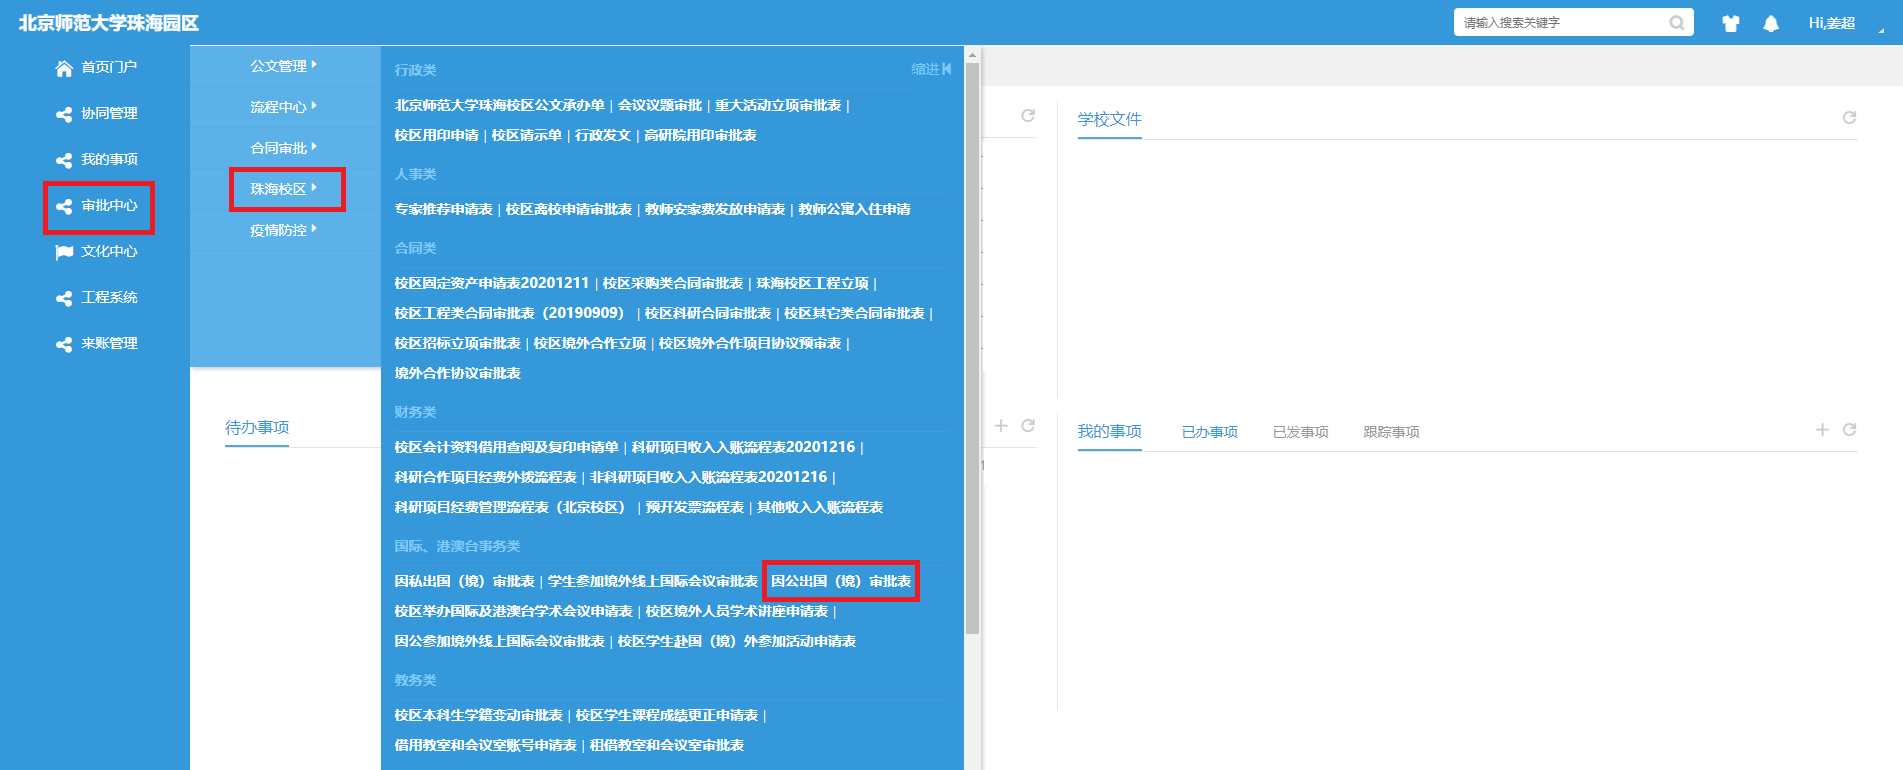 北京师范大学珠海园区
请输入搜索关键字
Hi,姜超
首页门户
协同管理
我的事项
审批中心
文化中心
工程系统
来账管理
公文管理
流程中心
合同审批
珠海校区
疫情防控
行政类
缩进
北京师范大学珠海校区公文承办单 | 会议议题审批 | 重大活动立项审批表 |
校区用印申请 | 校区请示单 | 行政发文 | 高研院用印审批表
人事类
专家推荐申请表 | 校区离校申请审批表 | 教师安家费发放申请表 | 教师公寓入住申请
合同类
校区固定资产申请表20201211 | 校区采购类合同审批表 | 珠海校区工程立项 |
校区工程类合同审批表（20190909） | 校区科研合同审批表 | 校区其它类合同审批表 |
校区招标立项审批表 | 校区境外合作立项 | 校区境外合作项目协议预审表 |
境外合作协议审批表
财务类
校区会计资料借用查阅及复印申请单 | 科研项目收入入账流程表20201216 |
科研合作项目经费外拨流程表 | 非科研项目收入入账流程表20201216 |
科研项目经费管理流程表（北京校区） | 预开发票流程表 | 其他收入入账流程表
国际、港澳台事务类
因私出国（境）审批表 | 学生参加境外线上国际会议审批表 因公出国（境）审批表
校区举办国际及港澳台学术会议申请表 | 校区境外人员学术讲座申请表 |
因公参加境外线上国际会议审批表 | 校区学生赴国（境）外参加活动申请表
教务类
校区本科生学籍变动审批表 | 校区学生课程成绩更正申请表 |
借用教室和会议室账号申请表 | 租借教室和会议室审批表
学校文件
待办事项
我的事项 已办事项 已发事项 跟踪事项